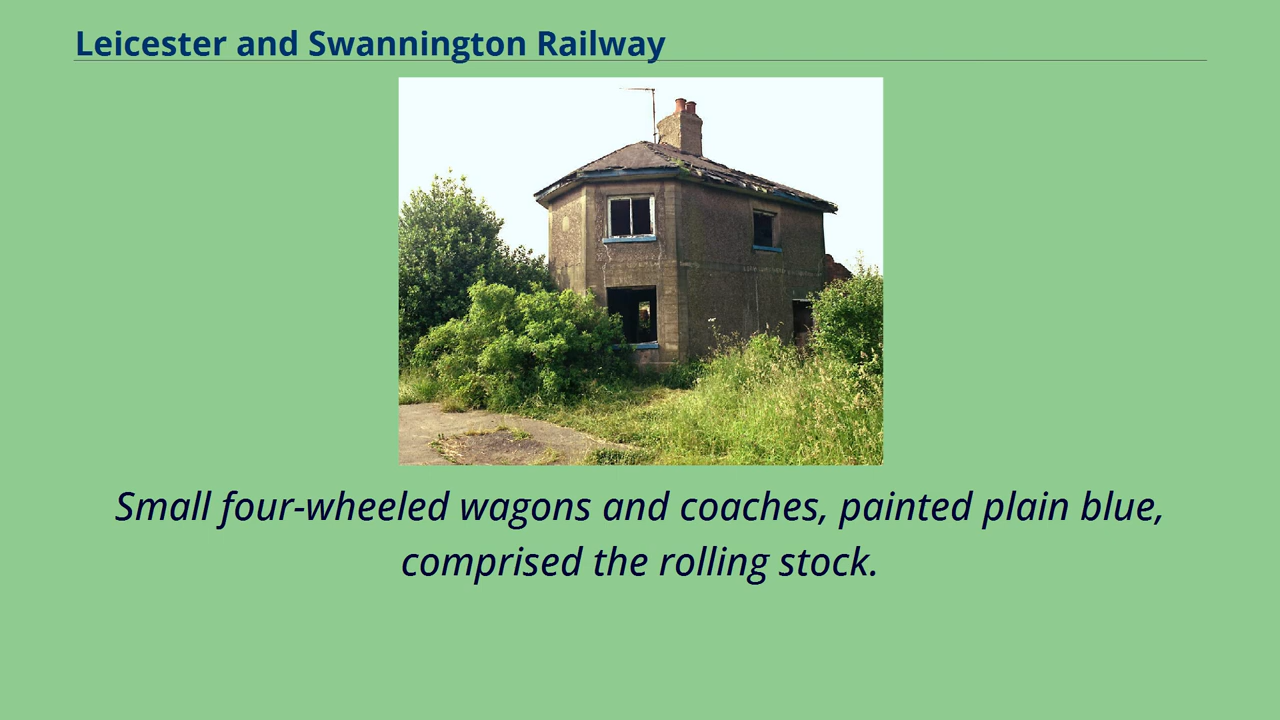 Leicester and Swannington Railway
Small four-wheeled wagons and coaches, painted plain blue,
comprised the rolling stock.